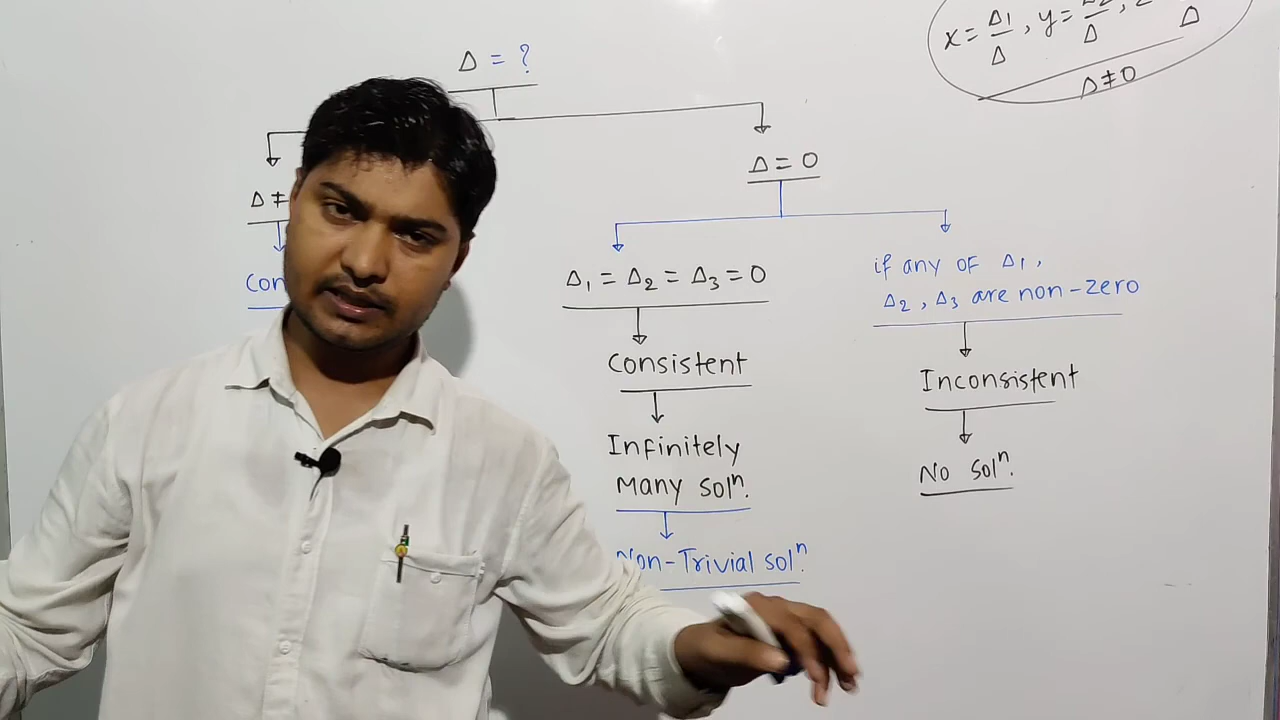 Δ = ?
x = Δ1/Δ , y = Δ2/Δ , z Δ
Δ ≠ 0
Δ = 0
Δ ≠
Con
Δ1 = Δ2 = Δ3 = 0
if any of Δ1,
Δ2, Δ3 are non-zero
Consistent
Inconsistent
Infinitely
Many Solⁿ.
No Solⁿ.
Non-Trivial solⁿ.